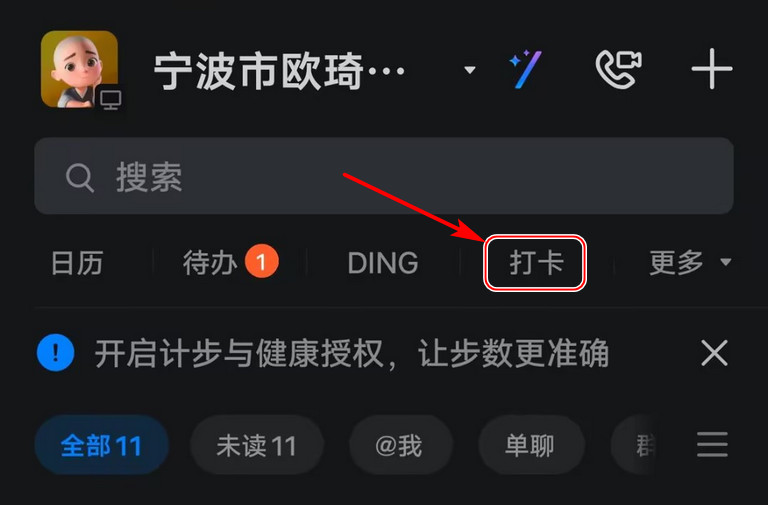 宁波市欧琦…
搜索
日历 待办 1 DING 打卡 更多
开启计步与健康授权，让步数更准确
全部 11 未读 11 @我 单聊 群